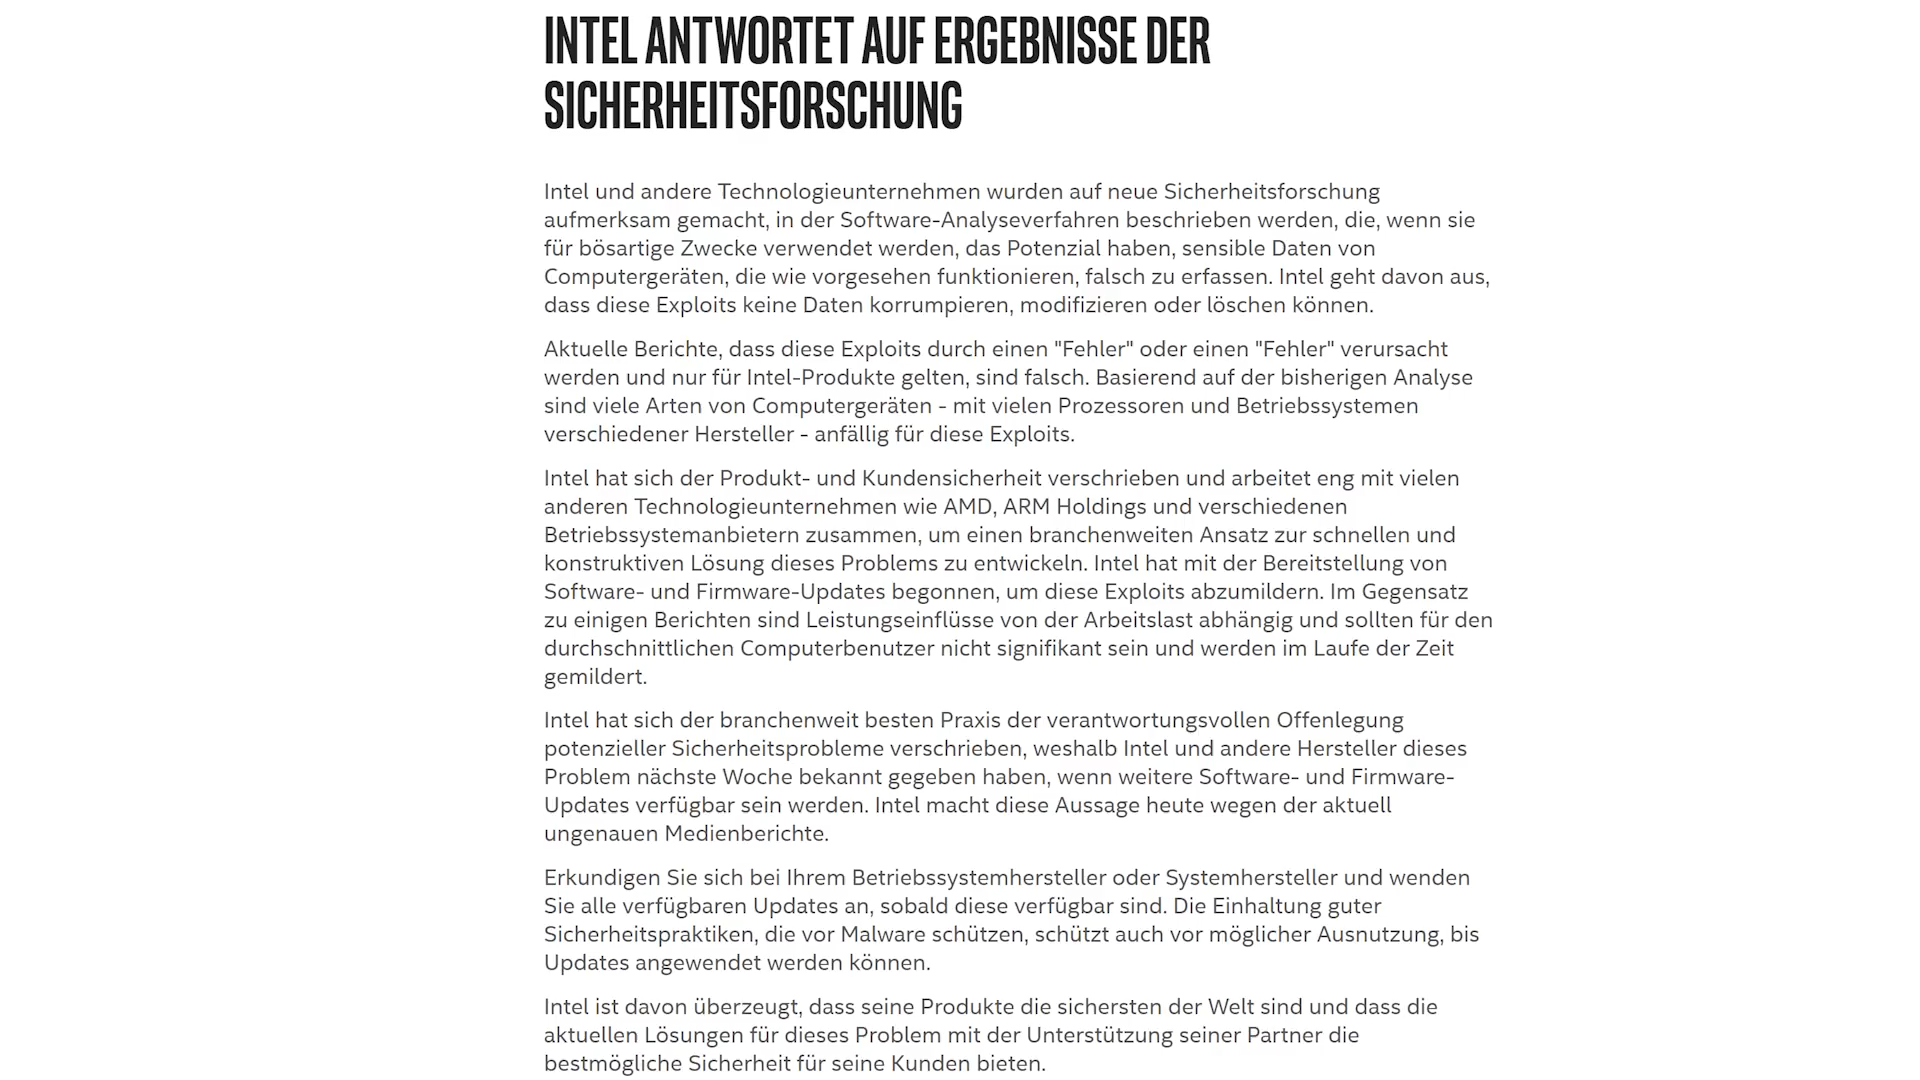 INTEL ANTWORTET AUF ERGEBNISSE DER
SICHERHEITSFORSCHUNG
Intel und andere Technologieunternehmen wurden auf neue Sicherheitsforschung
aufmerksam gemacht, in der Software-Analyseverfahren beschrieben werden, die, wenn sie
für bösartige Zwecke verwendet werden, das Potenzial haben, sensible Daten von
Computergeräten, die wie vorgesehen funktionieren, falsch zu erfassen. Intel geht davon aus,
dass diese Exploits keine Daten korrumpieren, modifizieren oder löschen können.
Aktuelle Berichte, dass diese Exploits durch einen "Fehler" oder einen "Fehler" verursacht
werden und nur für Intel-Produkte gelten, sind falsch. Basierend auf der bisherigen Analyse
sind viele Arten von Computergeräten - mit vielen Prozessoren und Betriebssystemen
verschiedener Hersteller - anfällig für diese Exploits.
Intel hat sich der Produkt- und Kundensicherheit verschrieben und arbeitet eng mit vielen
anderen Technologieunternehmen wie AMD, ARM Holdings und verschiedenen
Betriebssystemanbietern zusammen, um einen branchenweiten Ansatz zur schnellen und
konstruktiven Lösung dieses Problems zu entwickeln. Intel hat mit der Bereitstellung von
Software- und Firmware-Updates begonnen, um diese Exploits abzumildern. Im Gegensatz
zu einigen Berichten sind Leistungseinflüsse von der Arbeitslast abhängig und sollten für den
durchschnittlichen Computerbenutzer nicht signifikant sein und werden im Laufe der Zeit
gemildert.
Intel hat sich der branchenweit besten Praxis der verantwortungsvollen Offenlegung
potenzieller Sicherheitsprobleme verschrieben, weshalb Intel und andere Hersteller dieses
Problem nächste Woche bekannt gegeben haben, wenn weitere Software- und Firmware-
Updates verfügbar sein werden. Intel macht diese Aussage heute wegen der aktuell
ungenauen Medienberichte.
Erkundigen Sie sich bei Ihrem Betriebssystemhersteller oder Systemhersteller und wenden
Sie alle verfügbaren Updates an, sobald diese verfügbar sind. Die Einhaltung guter
Sicherheitspraktiken, die vor Malware schützen, schützt auch vor möglicher Ausnutzung, bis
Updates angewendet werden können.
Intel ist davon überzeugt, dass seine Produkte die sichersten der Welt sind und dass die
aktuellen Lösungen für dieses Problem mit der Unterstützung seiner Partner die
bestmögliche Sicherheit für seine Kunden bieten.